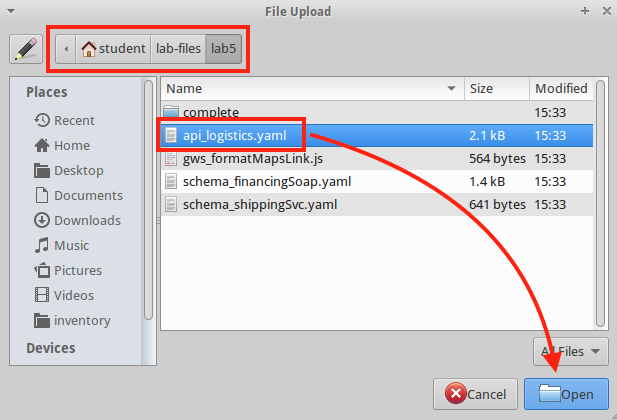 File Upload
student lab-files lab5
Places
Recent
Home
Desktop
Documents
Downloads
Music
Pictures
Videos
inventory
Devices
Name Size Modified
complete 15:33
api_logistics.yaml 2.1 kB 15:33
gws_formatMapsLink.js 564 bytes 15:33
schema_financingSoap.yaml 1.4 kB 15:33
schema_shippingSvc.yaml 641 bytes 15:33
All Files
Cancel Open